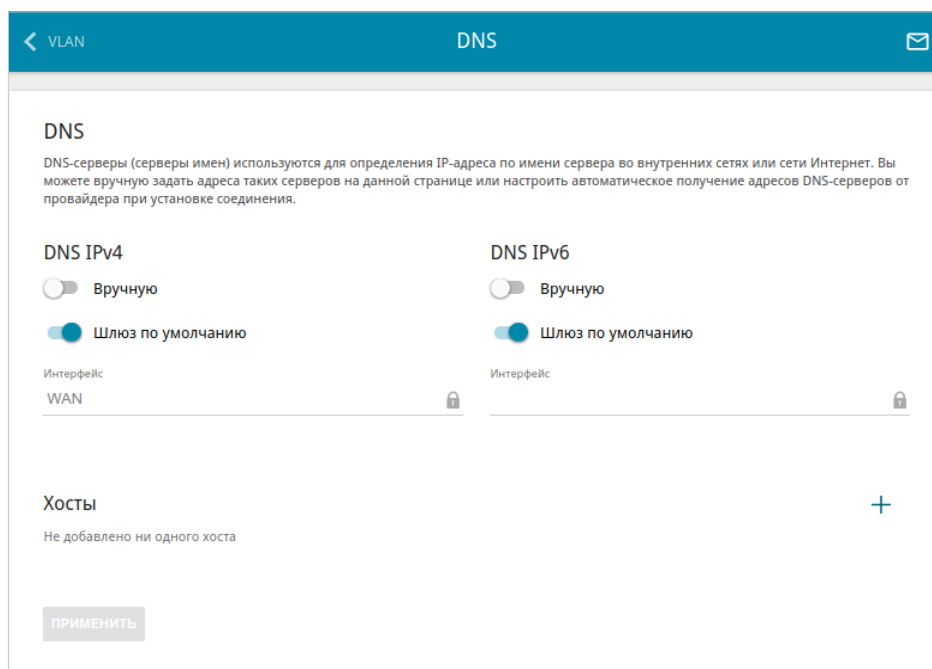 VLAN
DNS
DNS
DNS-серверы (серверы имен) используются для определения IP-адреса по имени сервера во внутренних сетях или сети Интернет. Вы
можете вручную задать адреса таких серверов на данной странице или настроить автоматическое получение адресов DNS-серверов от
провайдера при установке соединения.
DNS IPv4
Вручную
Шлюз по умолчанию
Интерфейс
WAN
DNS IPv6
Вручную
Шлюз по умолчанию
Интерфейс
Хосты
Не добавлено ни одного хоста
ПРИМЕНИТЬ